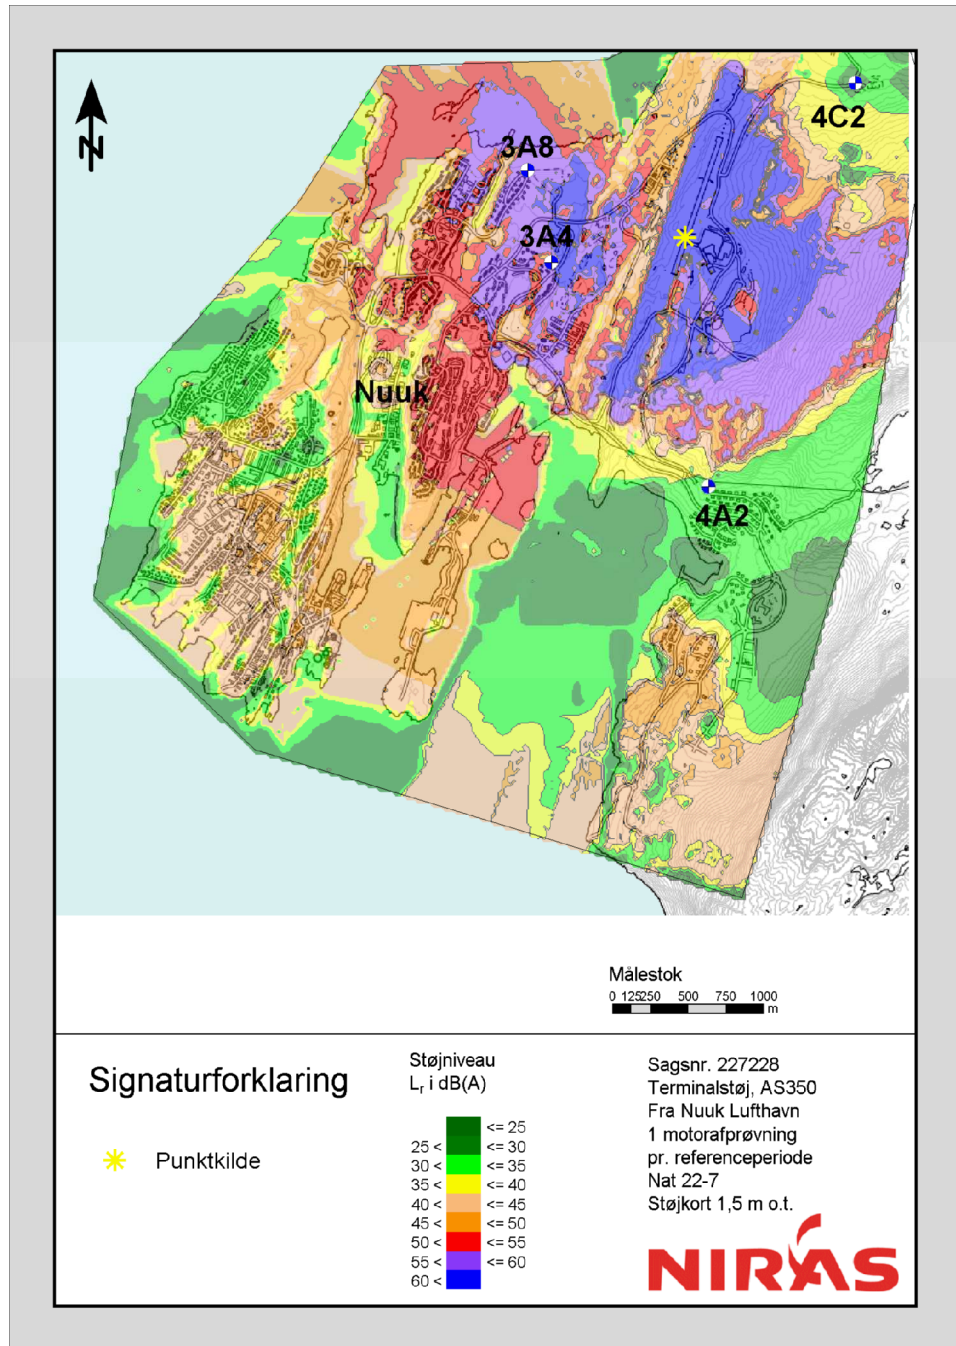 N
4C2
3A8
3A4
Nuuk
4A2
Målestok
0 125250 500 750 1000
m
Signaturforklaring
Punktkilde
Støjniveau
Lr i dB(A)
<= 25
25 < <= 30
30 < <= 35
35 < <= 40
40 < <= 45
45 < <= 50
50 < <= 55
55 < <= 60
60 <
Sagsnr. 227228
Terminalstøj, AS350
Fra Nuuk Lufthavn
1 motorafprøvning
pr. referenceperiode
Nat 22-7
Støjkort 1,5 m o.t.
NIRAS